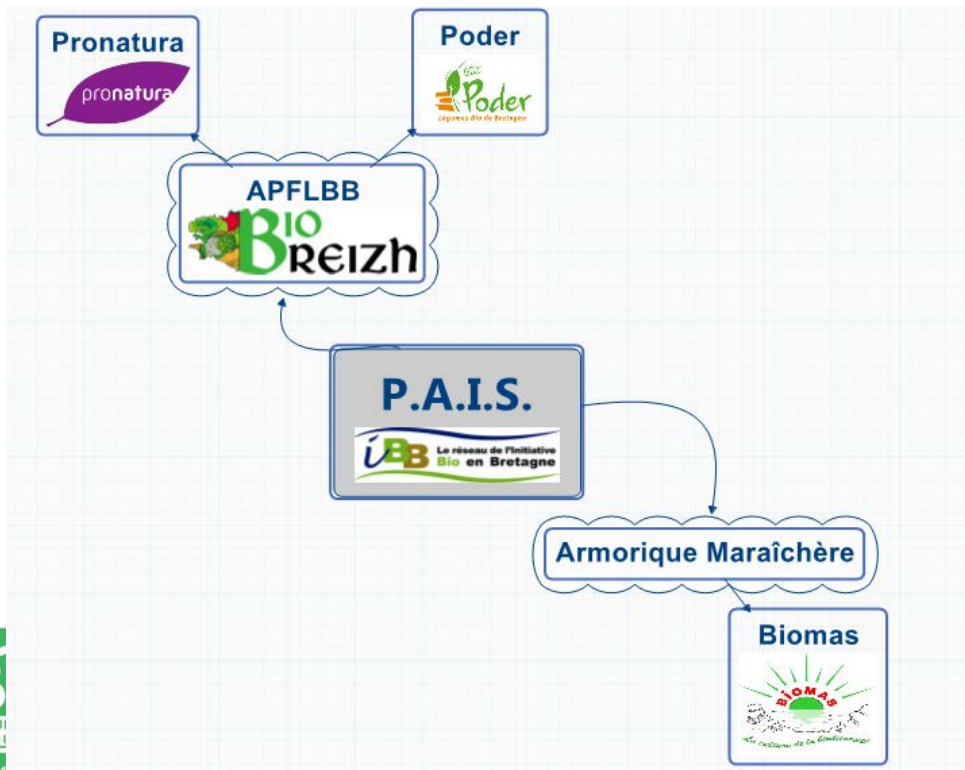 Pronatura
pronatura
Poder
Poder
Légumes Bio de Bretagne
APFLBB
BIO
BREIZH
P.A.I.S.
iBB
Le réseau de l'Initiative
Bio en Bretagne
Armorique Maraîchère
Biomas
BIOMAS